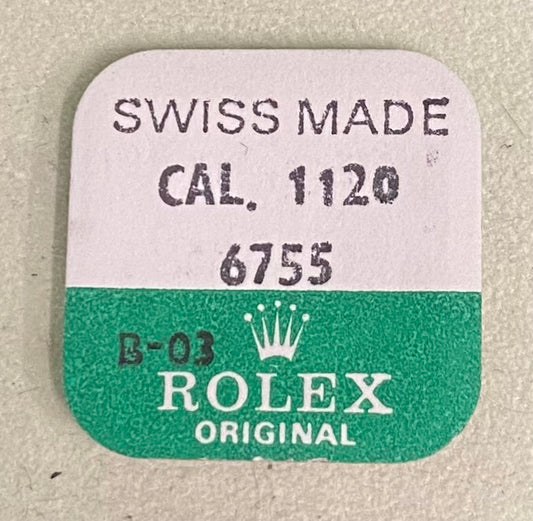 SWISS MADE
CAL. 1120
6755
B-03
ROLEX
ORIGINAL